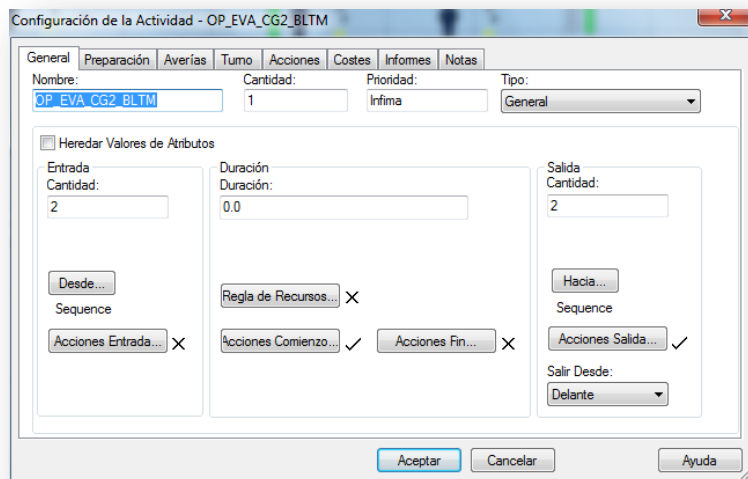 Configuración de la Actividad - OP_EVA_CG2_BLTM
General Preparación Averías Turno Acciones Costes Informes Notas
Nombre: Cantidad: Prioridad: Tipo:
OP_EVA_CG2_BLTM 1 Infima General
Heredar Valores de Atributos
Entrada Duración Salida
Cantidad: Duración: Cantidad:
2 0.0 2
Desde... Regla de Recursos... Hacia...
Sequence Sequence
Acciones Entrada... Acciones Comienzo... Acciones Fin... Acciones Salida...
Salir Desde:
Delante
Aceptar Cancelar Ayuda